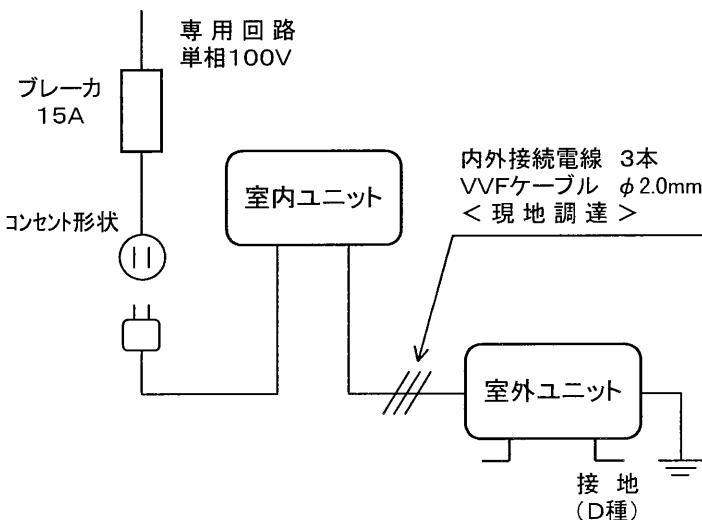 専用回路
単相100V
ブレーカ
15A
コンセント形状
室内ユニット
内外接続電線 3本
VVFケーブル φ2.0mm
＜現地調達＞
室外ユニット
接地
（D種）